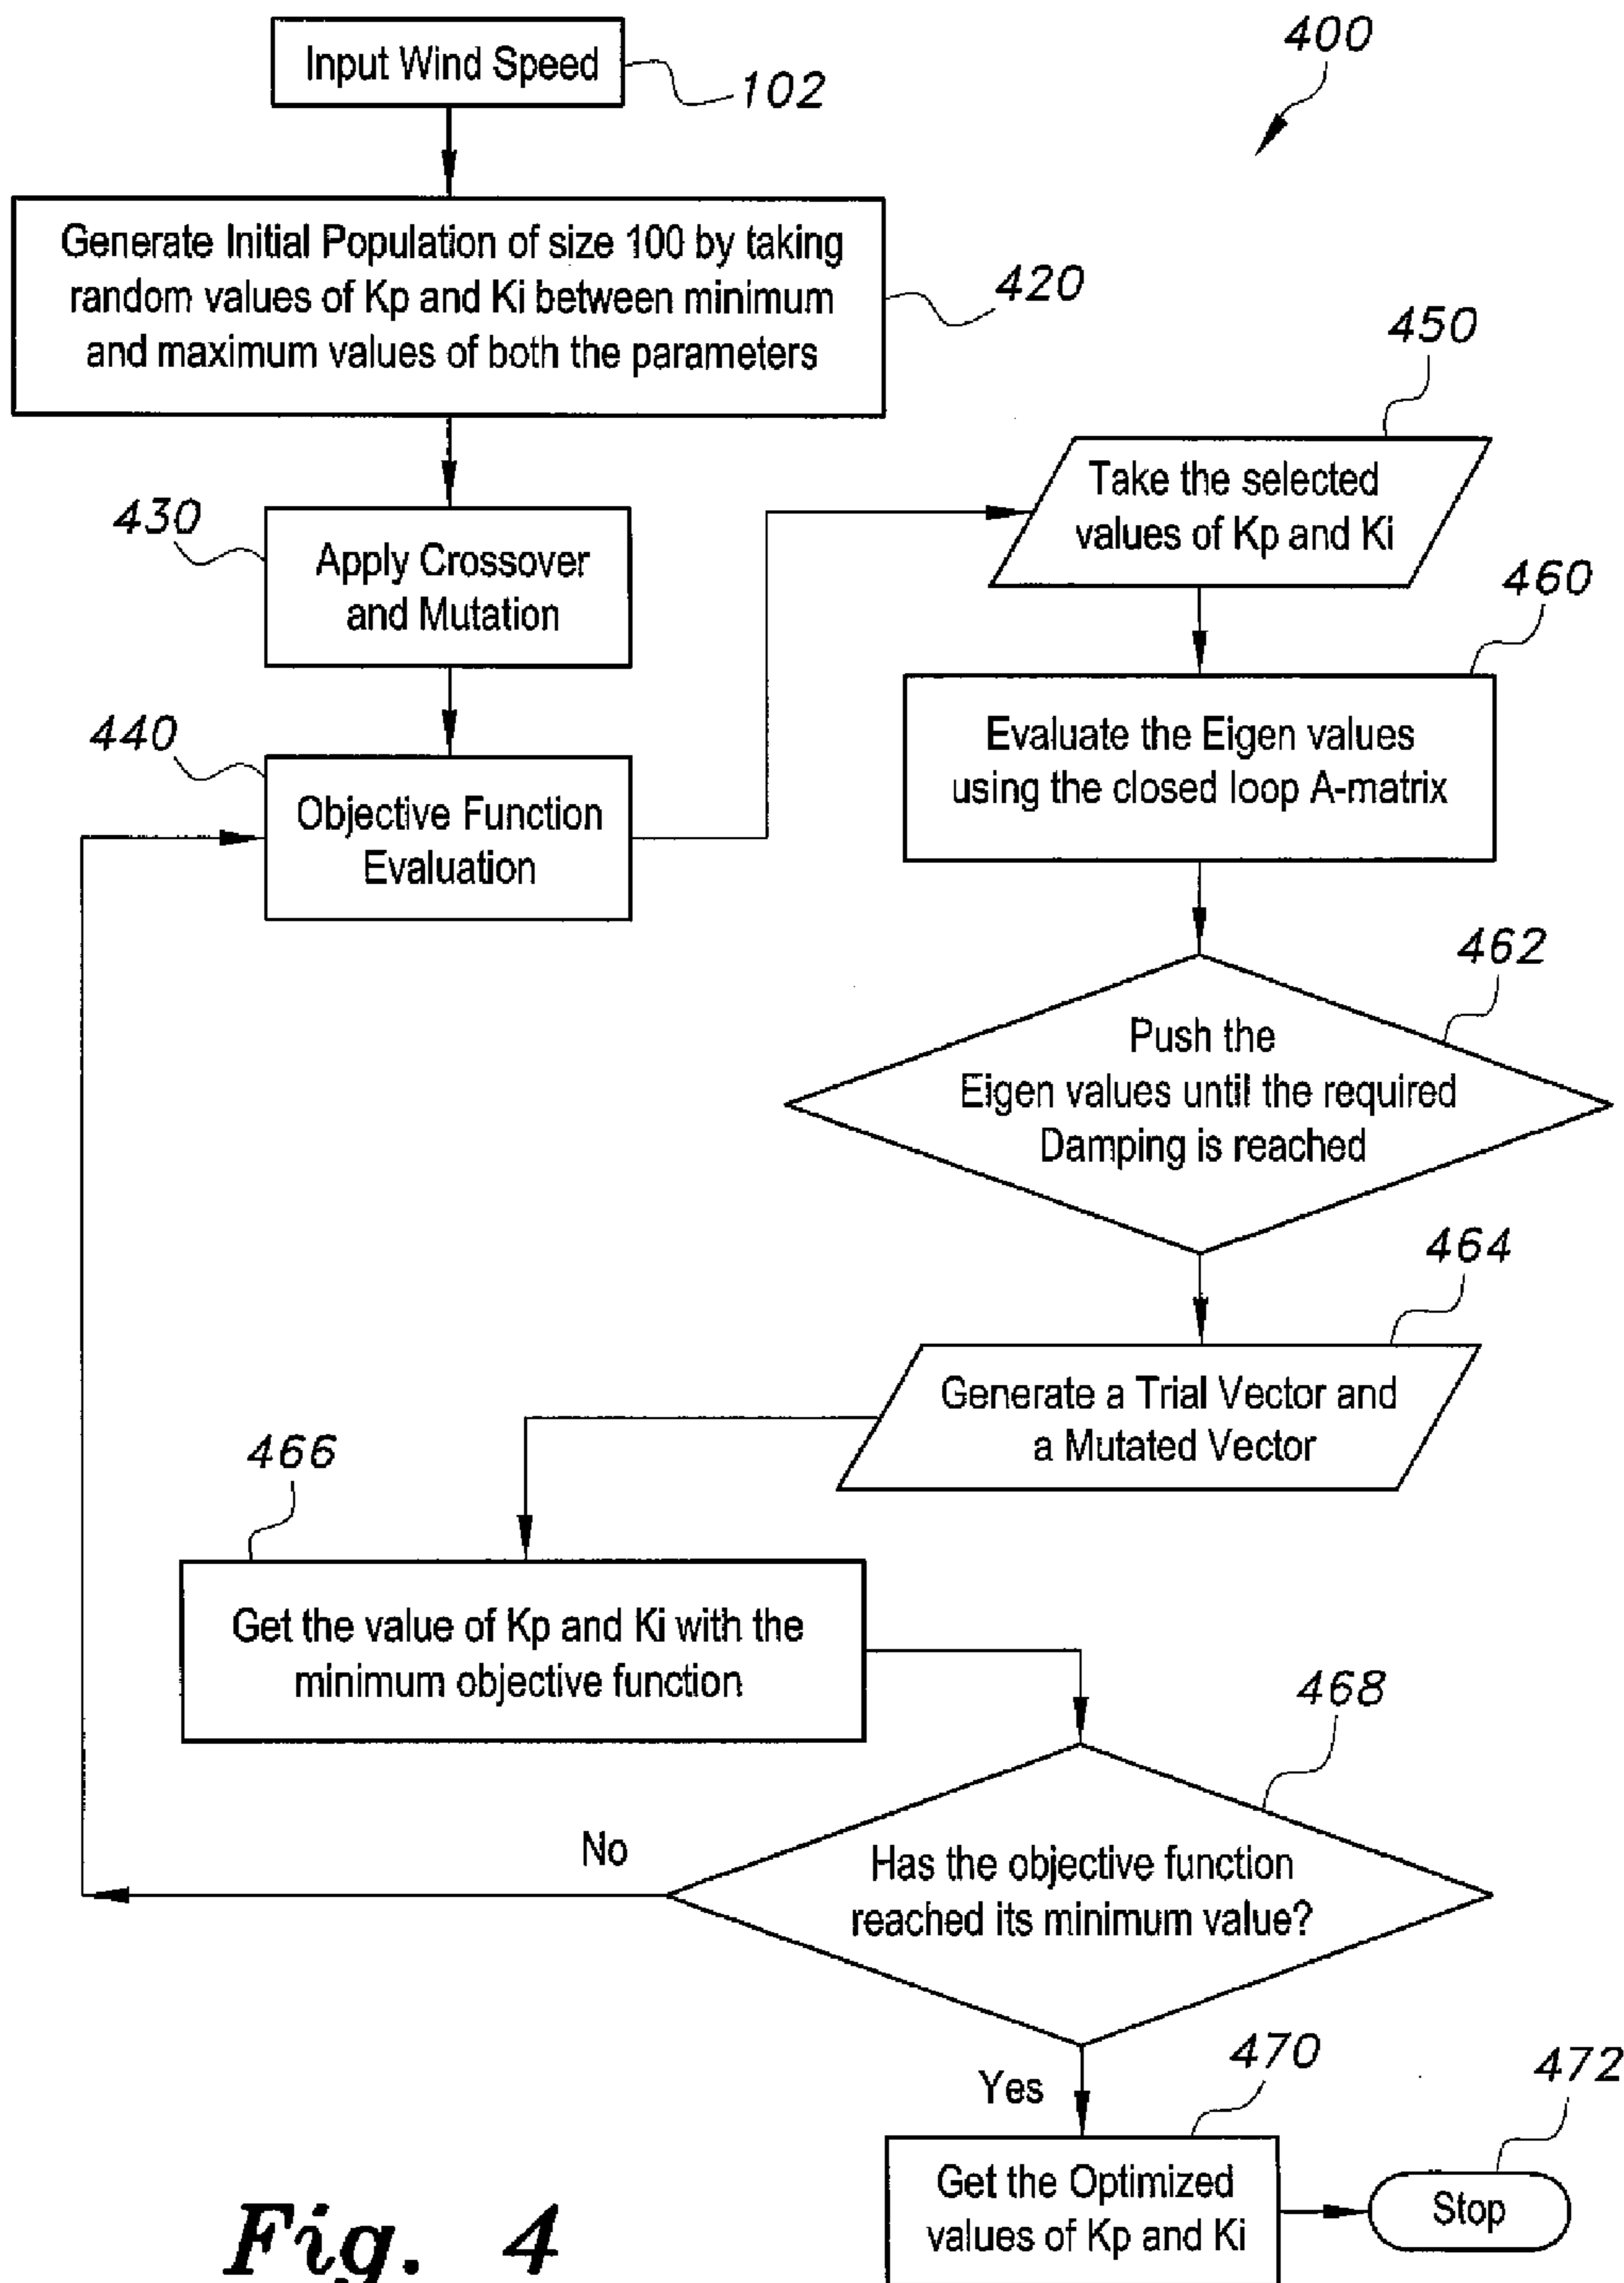 Input Wind Speed
102
400
Generate Initial Population of size 100 by taking
random values of Kp and Ki between minimum
and maximum values of both the parameters
420
430
Apply Crossover
and Mutation
440
Objective Function
Evaluation
450
Take the selected
values of Kp and Ki
460
Evaluate the Eigen values
using the closed loop A-matrix
462
Push the
Eigen values until the required
Damping is reached
464
Generate a Trial Vector and
a Mutated Vector
466
Get the value of Kp and Ki with the
minimum objective function
468
Has the objective function
reached its minimum value?
No
Yes
470
Get the Optimized
values of Kp and Ki
472
Stop
Fig. 4